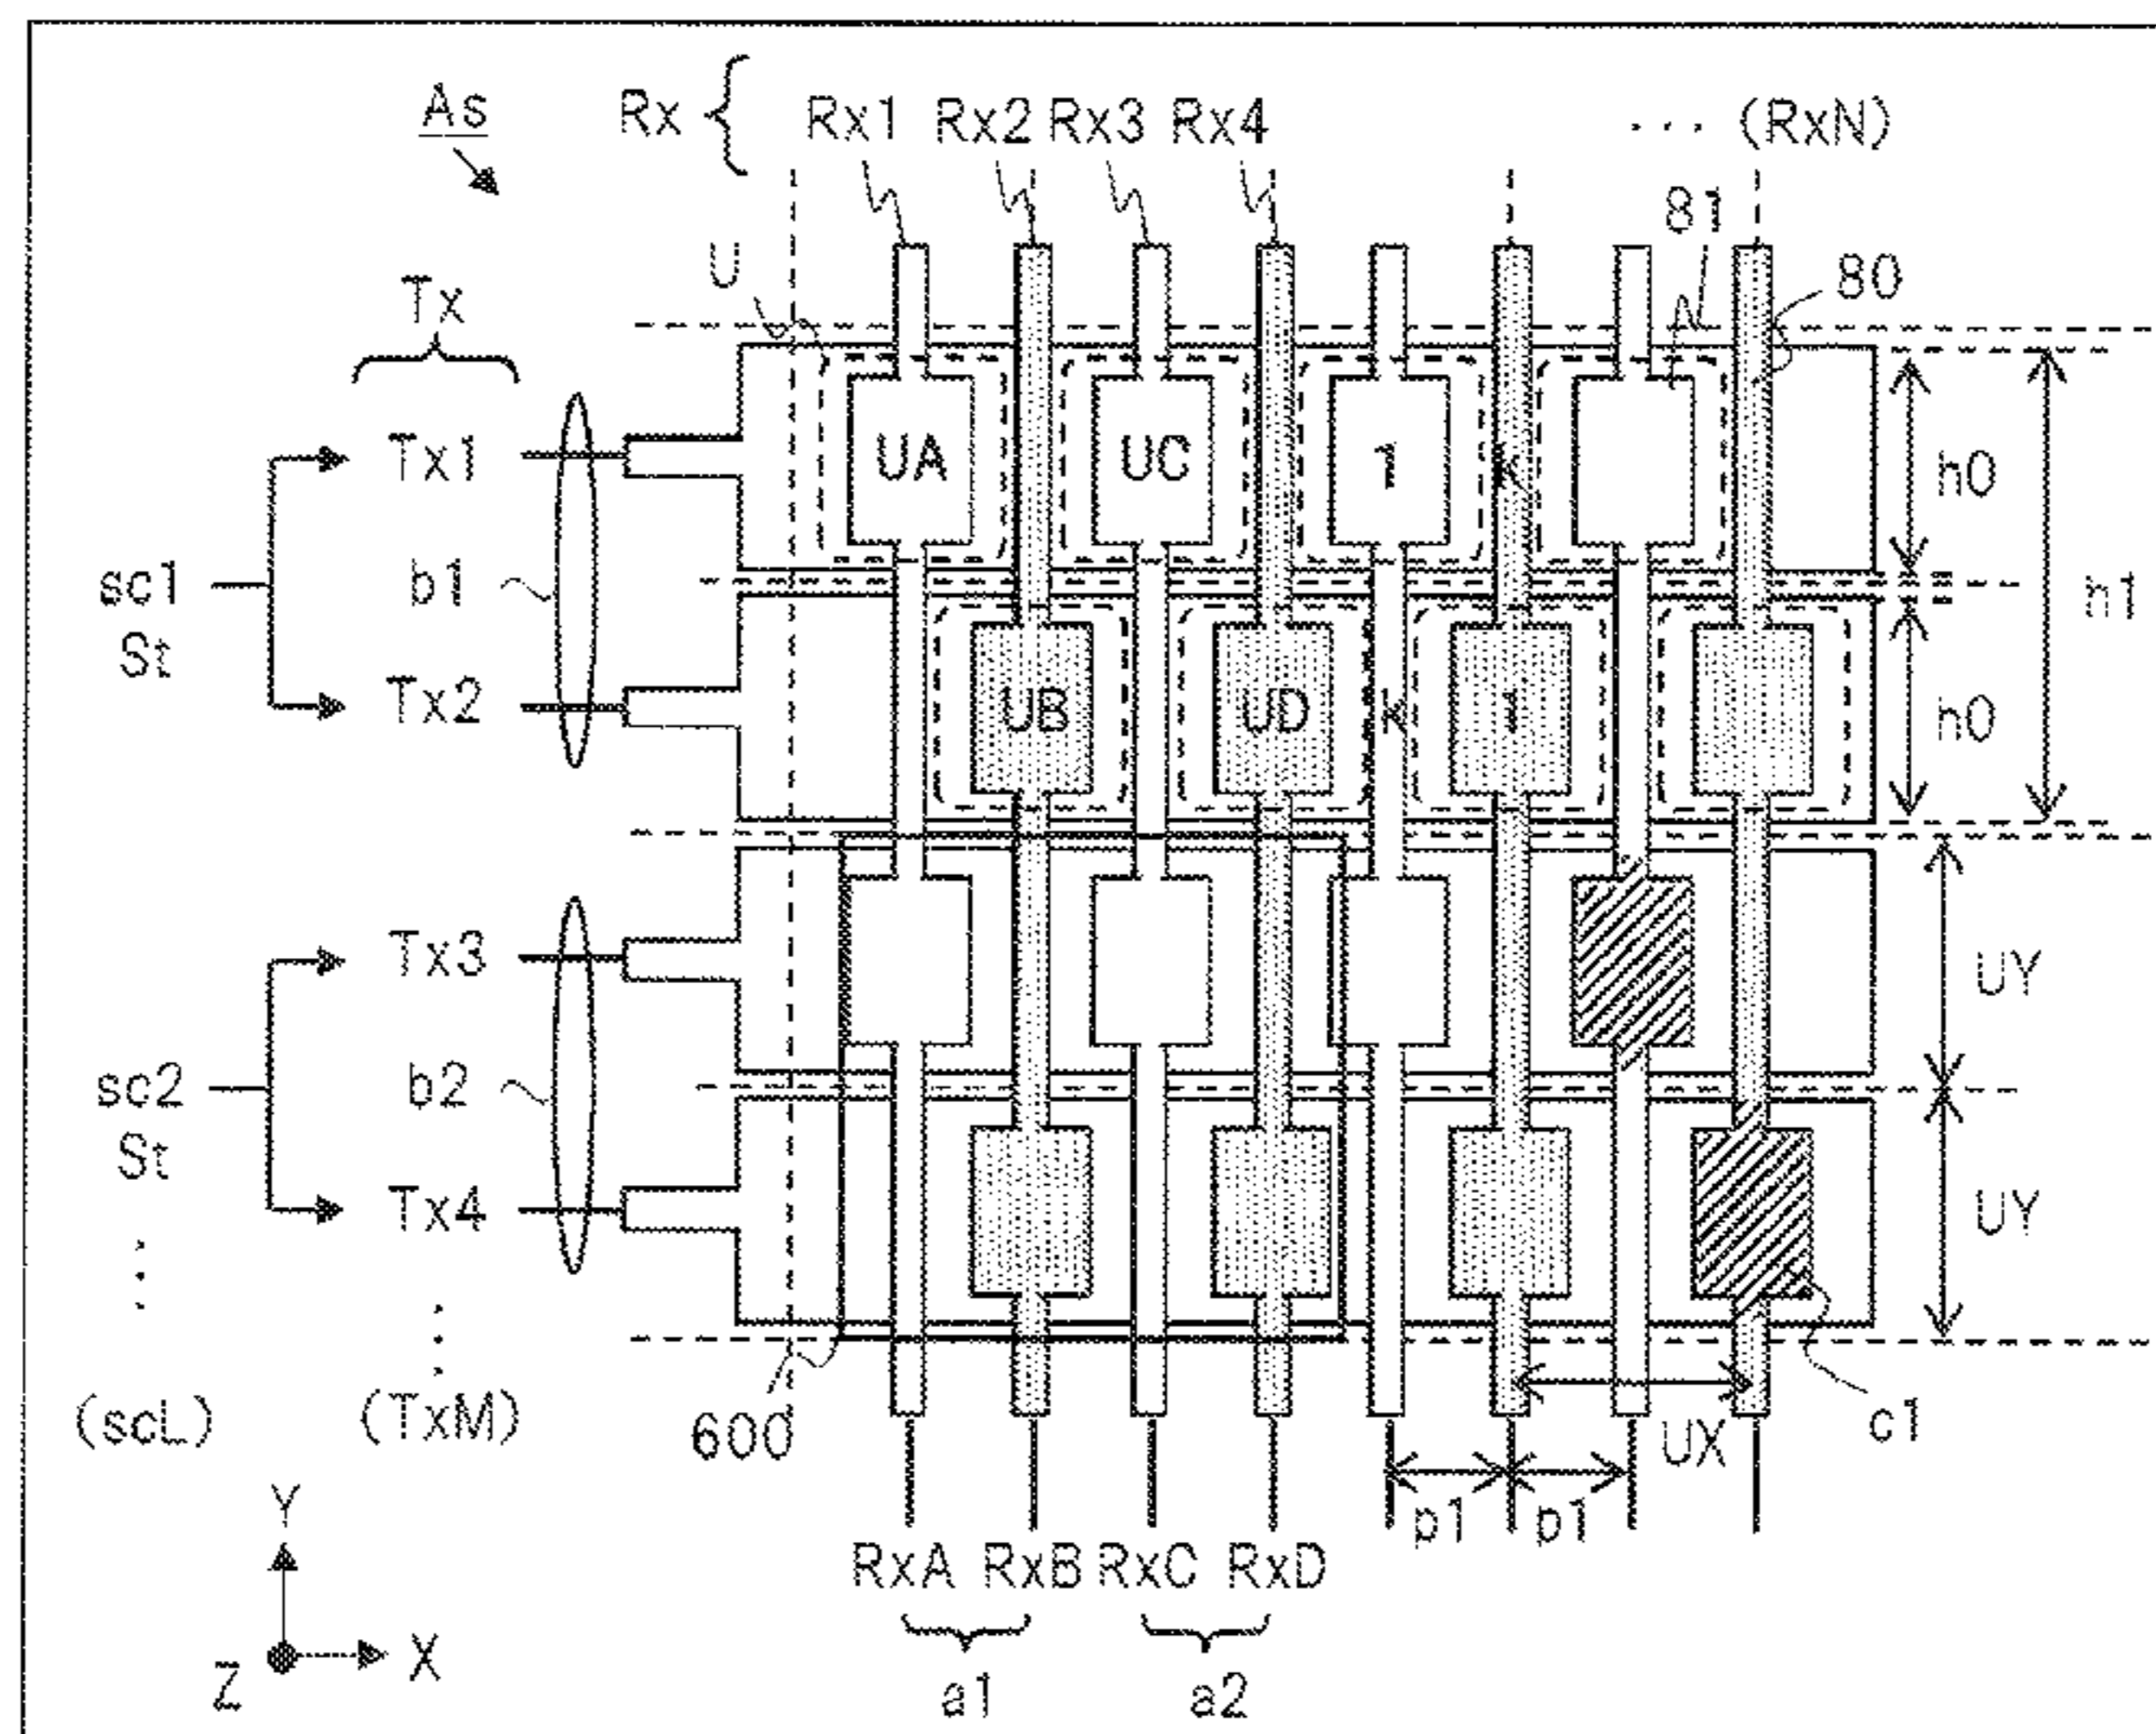 As
Rx { Rx1 Rx2 Rx3 Rx4 ... (RxN)
81
80
U
Tx
UA UC 1 K
Tx1
h0
sc1
St
b1
h1
Tx2
UB UD K 1
h0
Tx3
UY
sc2
St
b2
Tx4
UY
(scL) (TxM)
600
UX
c1
p1 p1
RxA RxB RxC RxD
a1 a2
Y
Z X